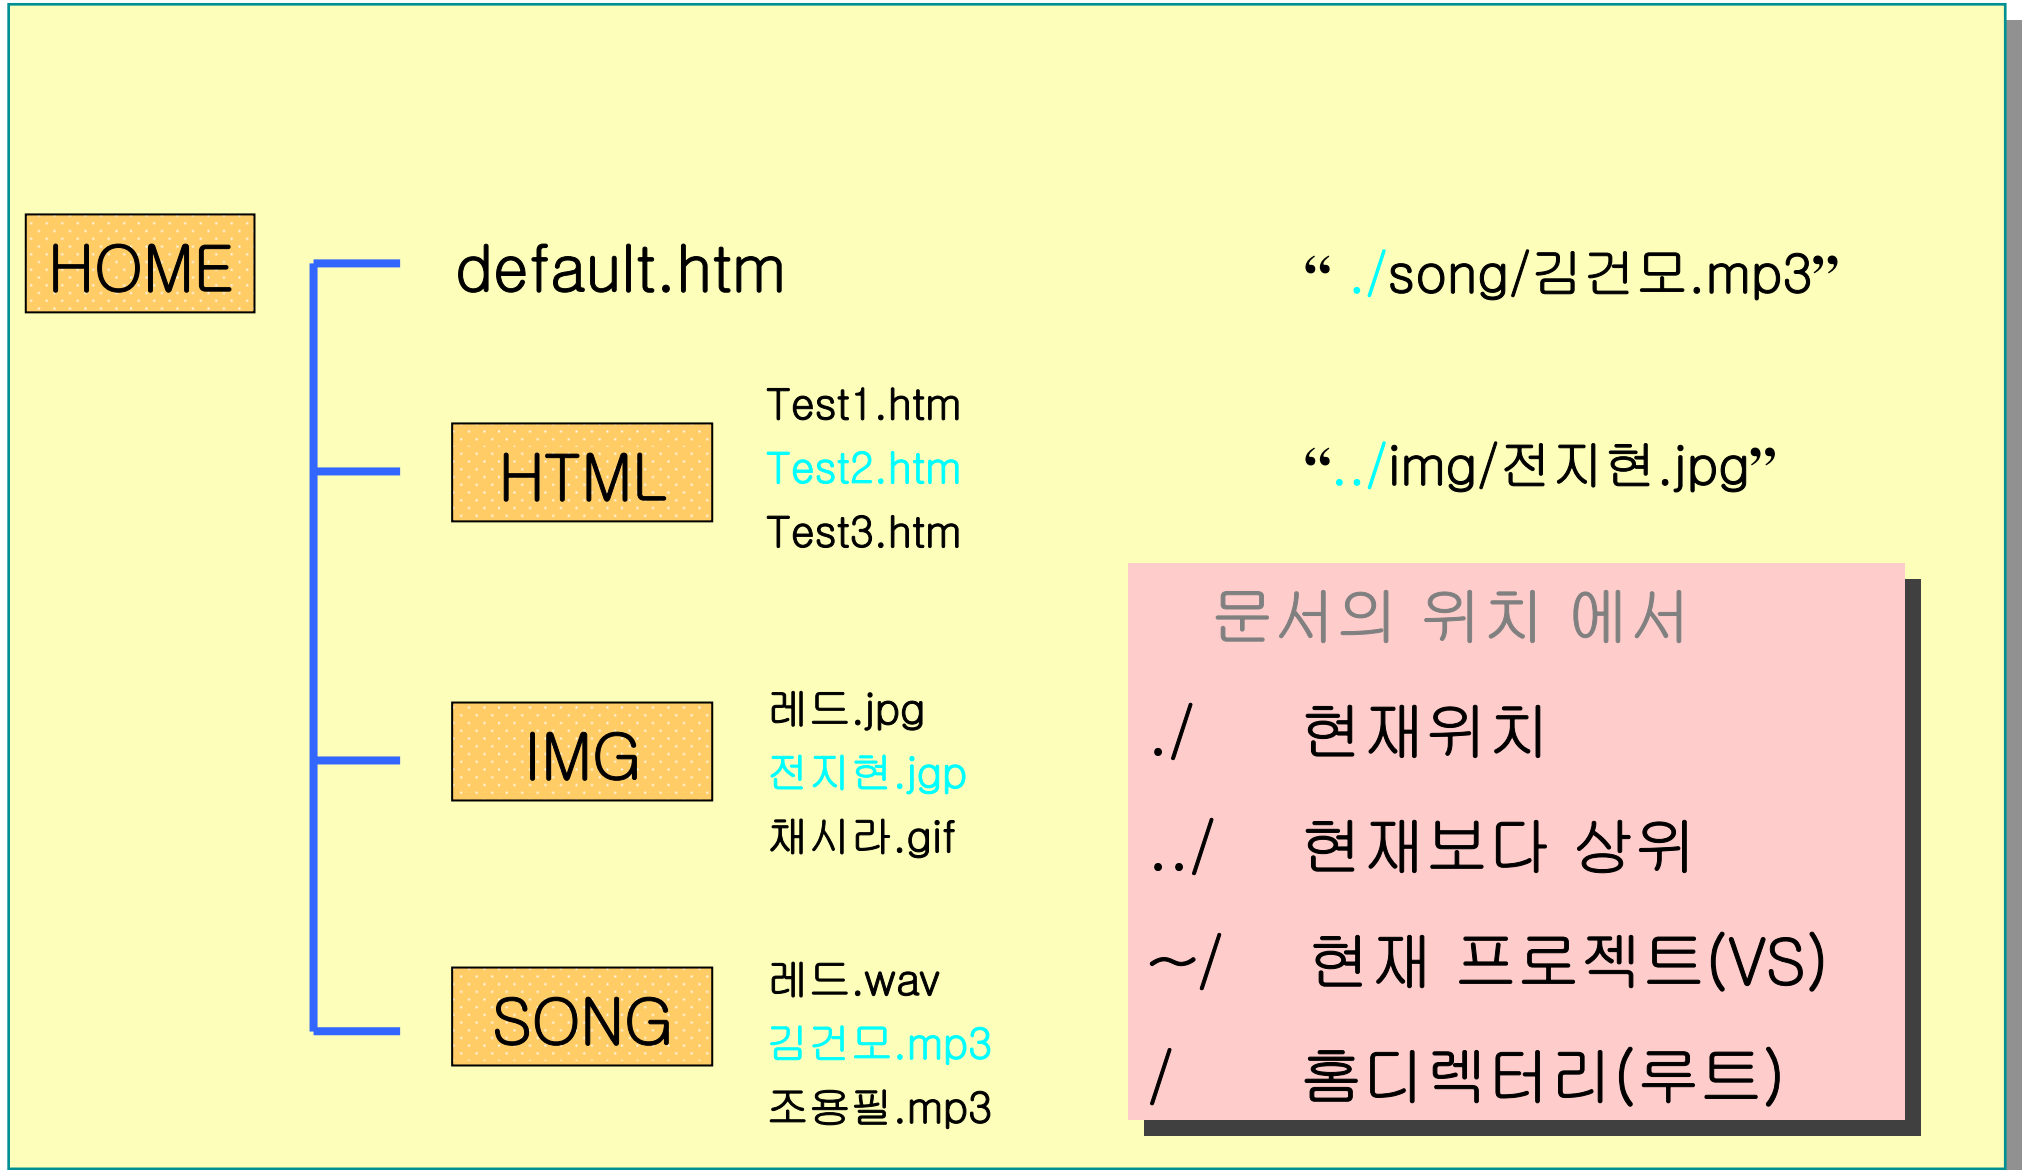 HOME
default.htm
“ ./song/김건모.mp3”
HTML
Test1.htm
Test2.htm
Test3.htm
“../img/전지현.jpg”
IMG
레드.jpg
전지현.jgp
채시라.gif
SONG
레드.wav
김건모.mp3
조용필.mp3
문서의 위치 에서
./ 현재위치
../ 현재보다 상위
~/ 현재 프로젝트(VS)
/ 홈디렉터리(루트)